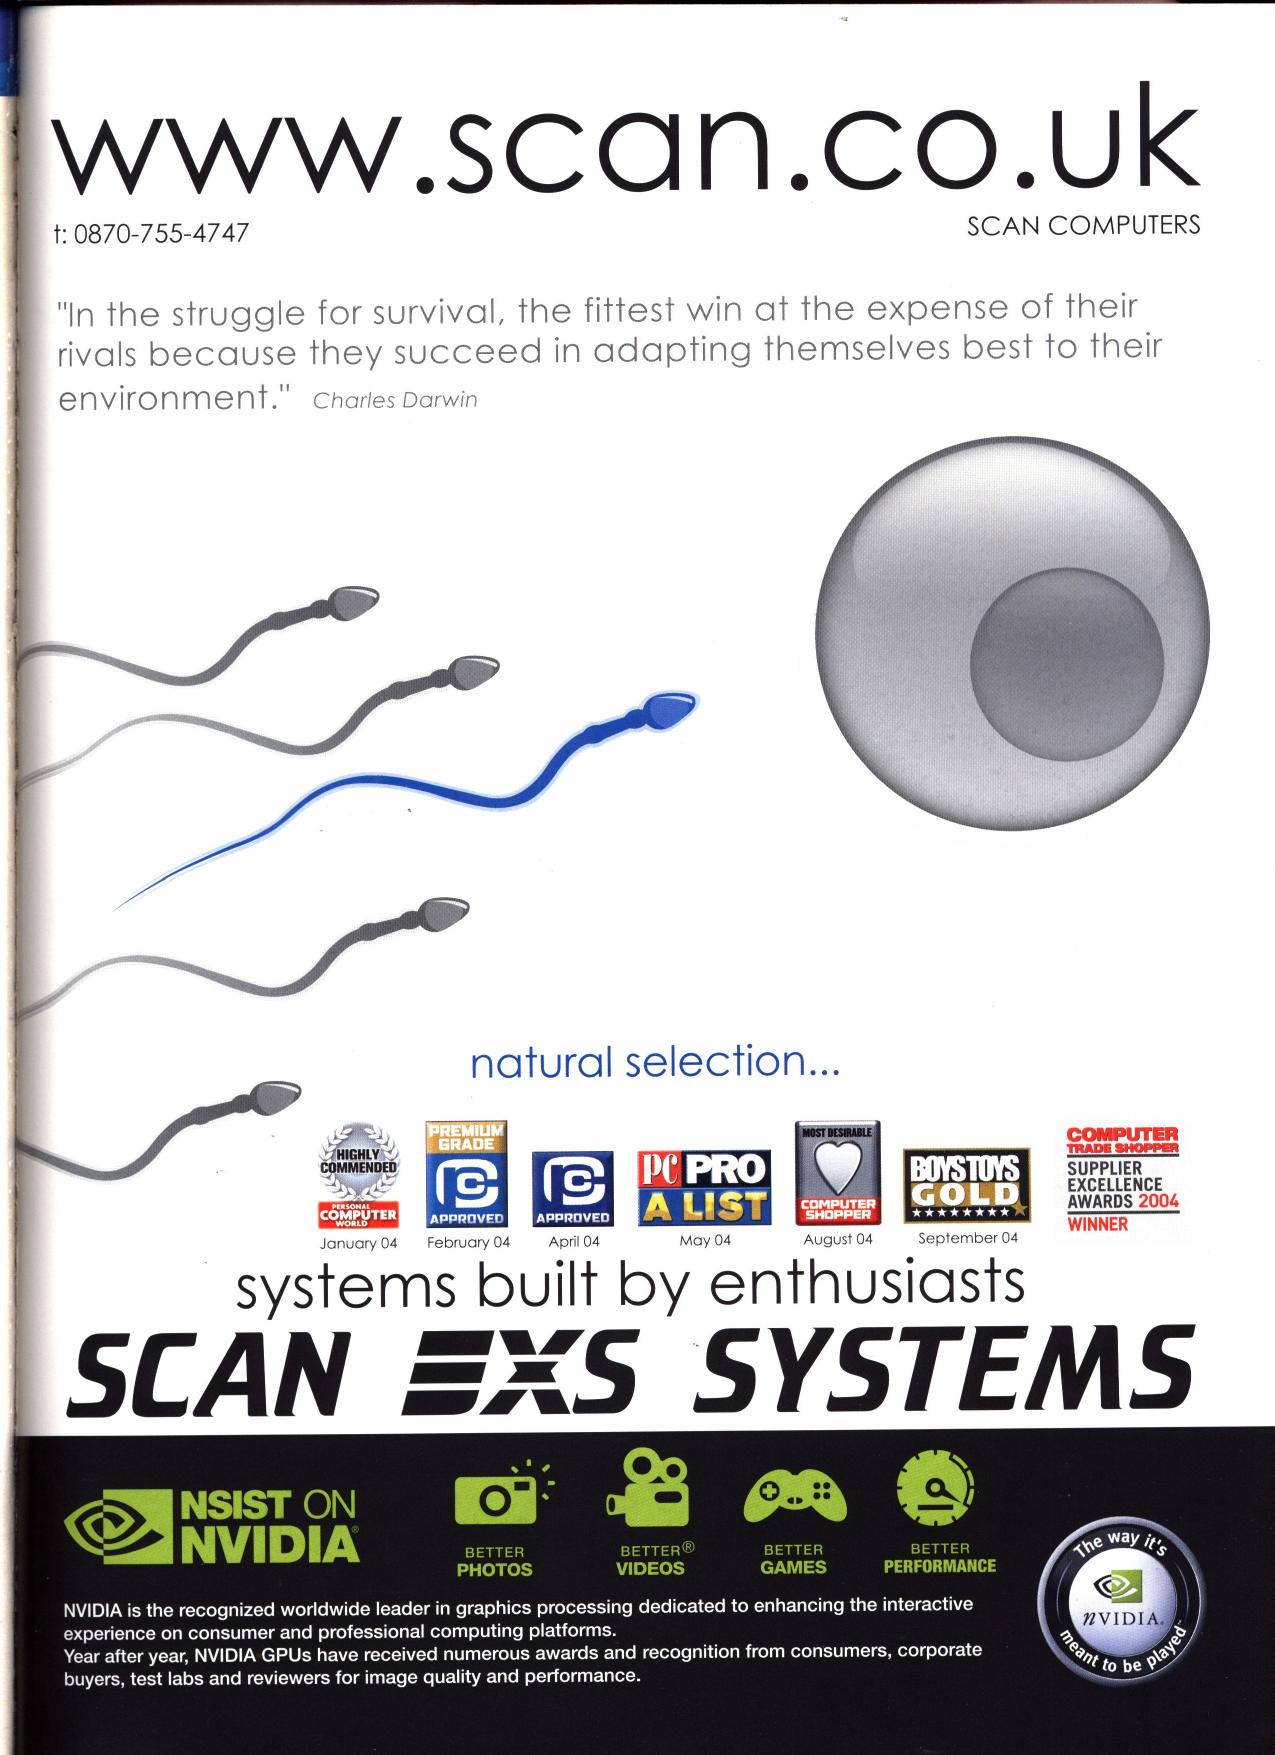 www.scan.co.uk
t: 0870-755-4747
SCAN COMPUTERS
"In the struggle for survival, the fittest win at the expense of their
rivals because they succeed in adapting themselves best to their
environment." Charles Darwin
natural selection...
HIGHLY
COMMENDED
PERSONAL
COMPUTER
WORLD
January 04
PREMIUM
GRADE
PC
APPROVED
February 04
PC
APPROVED
April 04
PC PRO
A LIST
May 04
MOST DESIRABLE
COMPUTER
SHOPPER
August 04
BOYSTOYS
GOLD
September 04
COMPUTER
TRADE SHOPPER
SUPPLIER
EXCELLENCE
AWARDS 2004
WINNER
systems built by enthusiasts
SCAN EXS SYSTEMS
NSIST ON
NVIDIA®
BETTER
PHOTOS
BETTER®
VIDEOS
BETTER
GAMES
BETTER
PERFORMANCE
The way it's
nVIDIA.
meant to be played™
NVIDIA is the recognized worldwide leader in graphics processing dedicated to enhancing the interactive
experience on consumer and professional computing platforms.
Year after year, NVIDIA GPUs have received numerous awards and recognition from consumers, corporate
buyers, test labs and reviewers for image quality and performance.